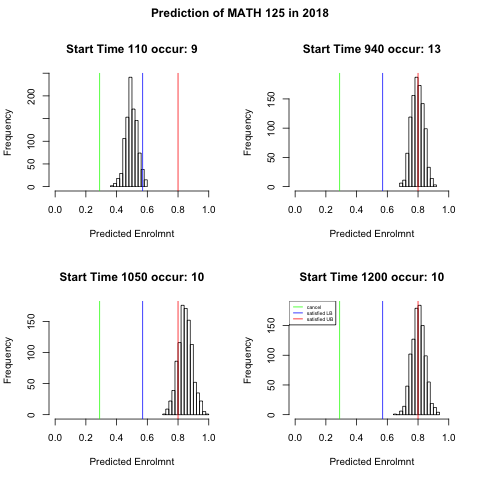 Prediction of MATH 125 in 2018
Start Time 110 occur: 9
Frequency
200
100
50
0
0.0 0.2 0.4 0.6 0.8 1.0
Predicted Enrolmnt
Start Time 940 occur: 13
Frequency
150
100
50
0
0.0 0.2 0.4 0.6 0.8 1.0
Predicted Enrolmnt
Start Time 1050 occur: 10
Frequency
150
100
50
0
0.0 0.2 0.4 0.6 0.8 1.0
Predicted Enrolmnt
Start Time 1200 occur: 10
cancel
satisfied LB
satisfied UB
Frequency
150
100
50
0
0.0 0.2 0.4 0.6 0.8 1.0
Predicted Enrolmnt